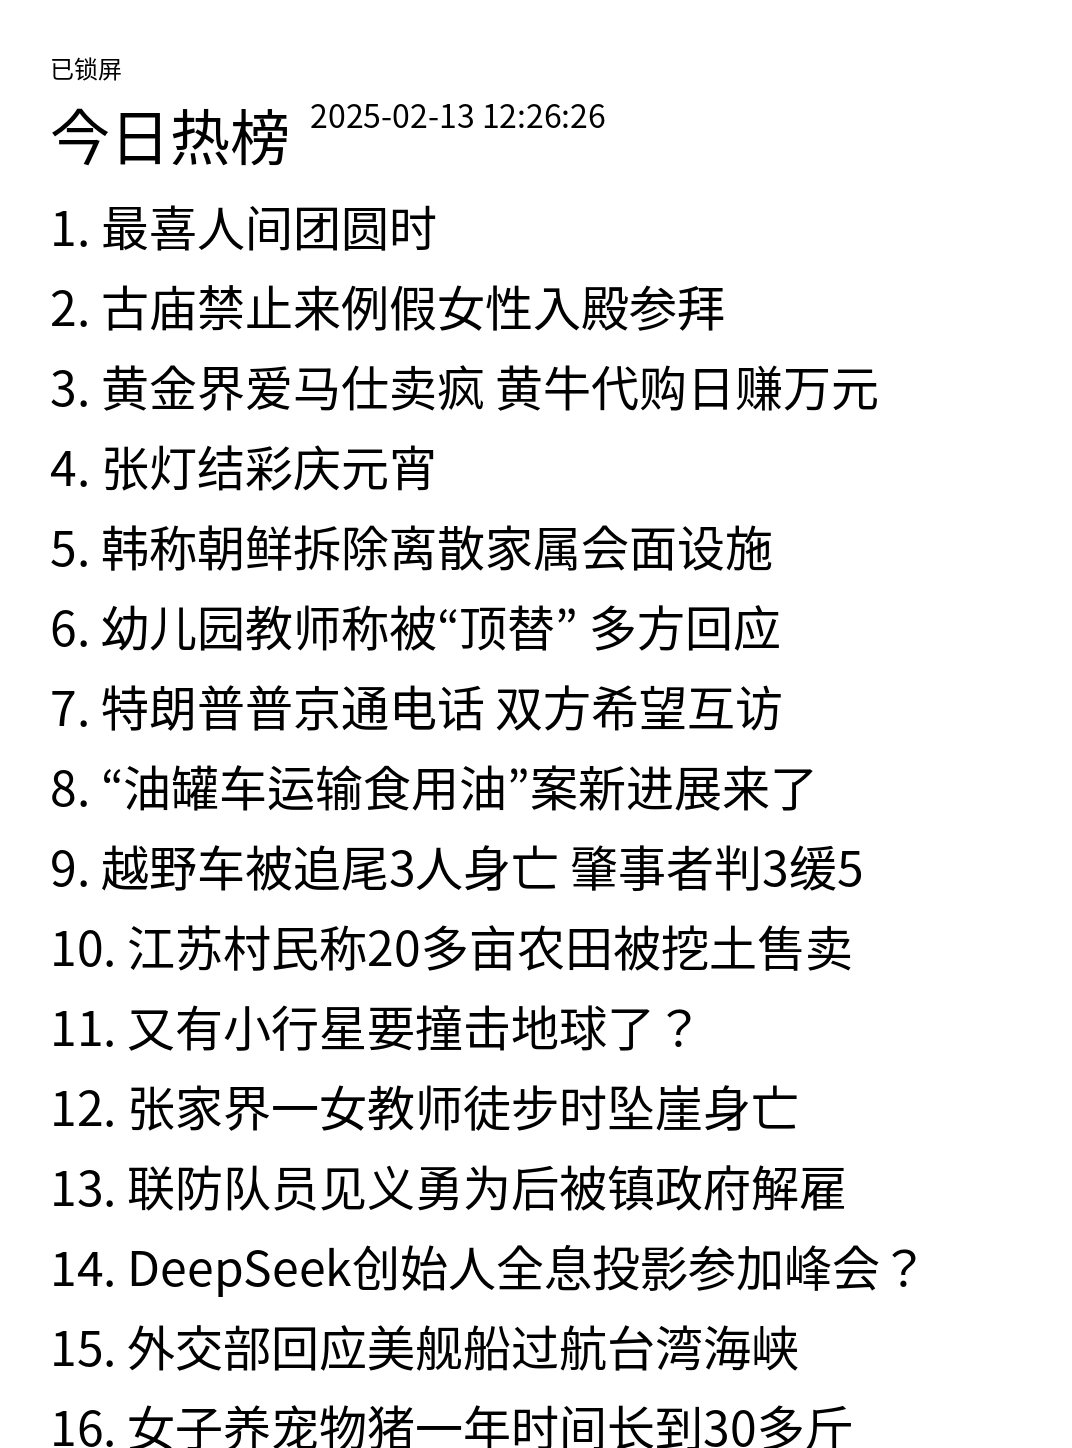 已锁屏
今日热榜 2025-02-13 12:26:26
1. 最喜人间团圆时
2. 古庙禁止来例假女性入殿参拜
3. 黄金界爱马仕卖疯 黄牛代购日赚万元
4. 张灯结彩庆元宵
5. 韩称朝鲜拆除离散家属会面设施
6. 幼儿园教师称被“顶替” 多方回应
7. 特朗普普京通电话 双方希望互访
8. “油罐车运输食用油”案新进展来了
9. 越野车被追尾3人身亡 肇事者判3缓5
10. 江苏村民称20多亩农田被挖土售卖
11. 又有小行星要撞击地球了？
12. 张家界一女教师徒步时坠崖身亡
13. 联防队员见义勇为后被镇政府解雇
14. DeepSeek创始人全息投影参加峰会？
15. 外交部回应美舰船过航台湾海峡
16. 女子养宠物猪一年时间长到30多斤